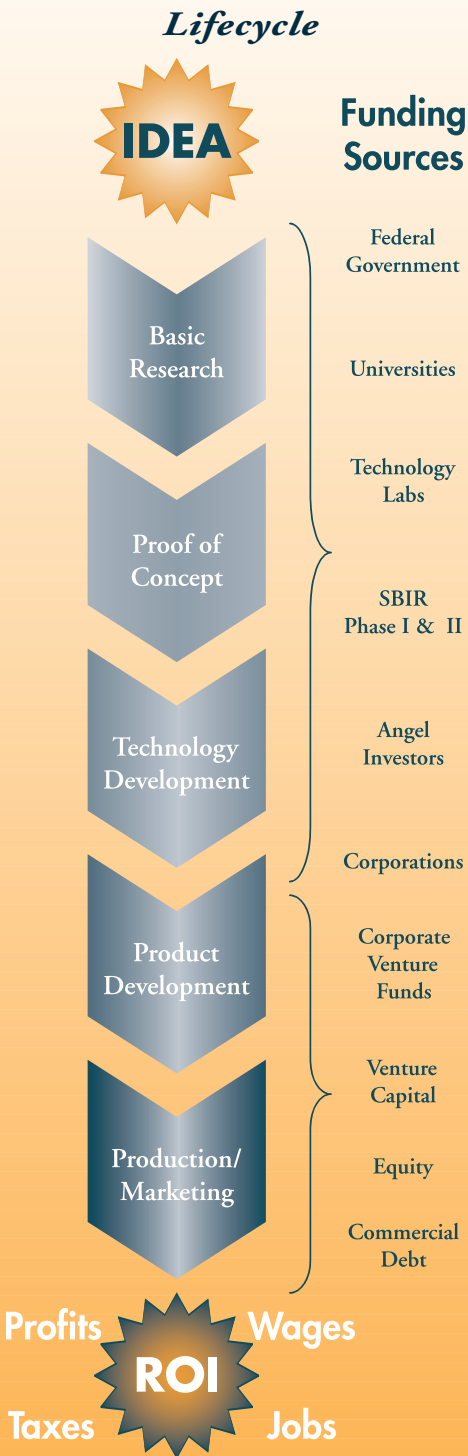 Lifecycle
IDEA
Funding
Sources
Federal
Government
Basic
Research
Universities
Technology
Labs
Proof of
Concept
SBIR
Phase I & II
Technology
Development
Angel
Investors
Corporations
Product
Development
Corporate
Venture
Funds
Venture
Capital
Production/
Marketing
Equity
Commercial
Debt
Profits
Wages
ROI
Taxes
Jobs